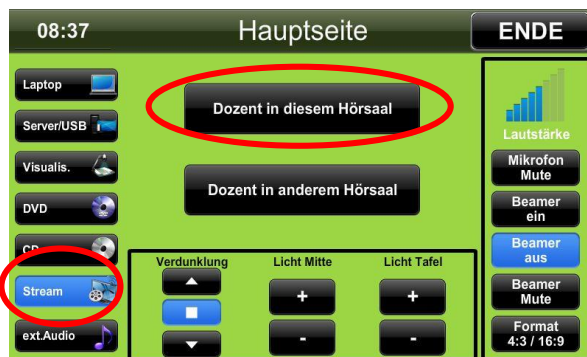 08:37
Hauptseite
ENDE
Laptop
Server/USB
Visualis.
DVD
CD
Stream
ext.Audio
Dozent in diesem Hörsaal
Dozent in anderem Hörsaal
Verdunklung
Licht Mitte
+
-
Licht Tafel
+
-
Lautstärke
Mikrofon
Mute
Beamer
ein
Beamer
aus
Beamer
Mute
Format
4:3 / 16:9